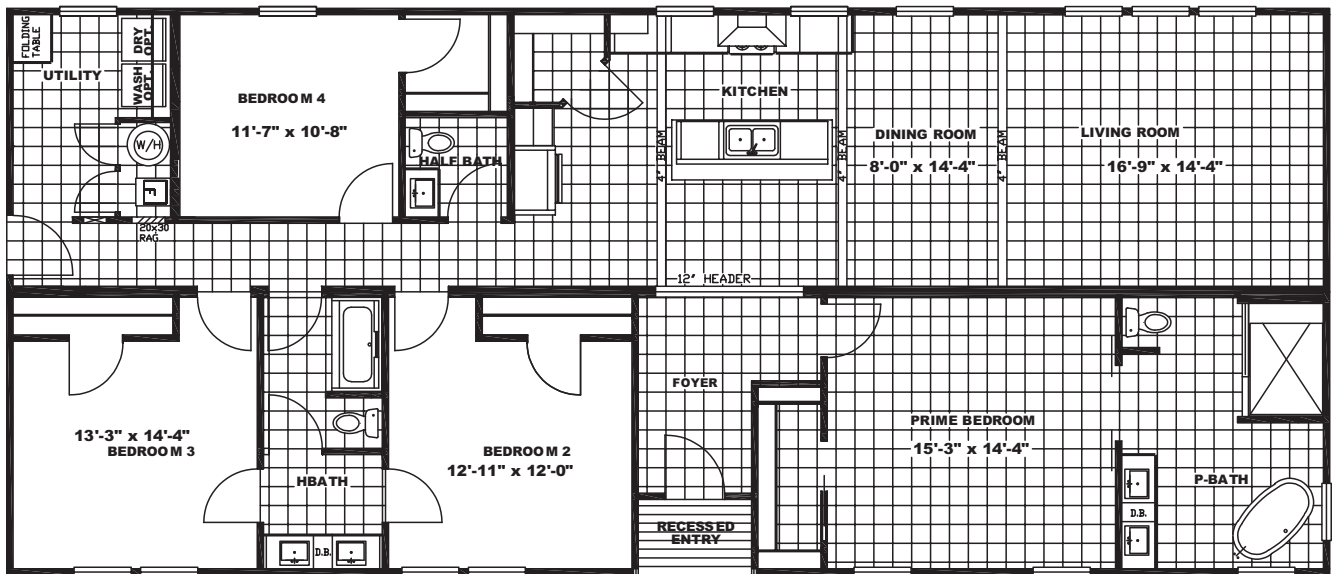 FOLDING
TABLE
DRY
OPT.
UTILITY
WASH
OPT.
W/H
F
20x30
RAG
BEDROOM 4
11'-7" x 10'-8"
HALF BATH
KITCHEN
4" BEAM
4" BEAM
DINING ROOM
8'-0" x 14'-4"
4" BEAM
LIVING ROOM
16'-9" x 14'-4"
12' HEADER
13'-3" x 14'-4"
BEDROOM 3
HBATH
D.B.
BEDROOM 2
12'-11" x 12'-0"
FOYER
RECESSED
ENTRY
PRIME BEDROOM
15'-3" x 14'-4"
P-BATH
D.B.